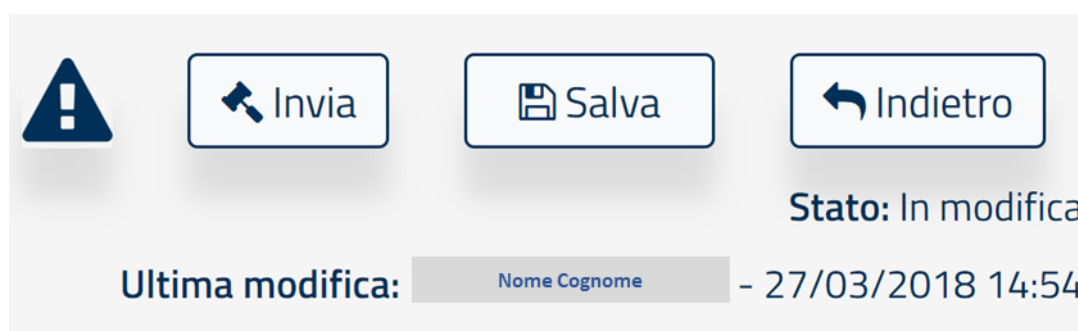 Invia Salva Indietro
Stato: In modifica
Ultima modifica: Nome Cognome - 27/03/2018 14:54